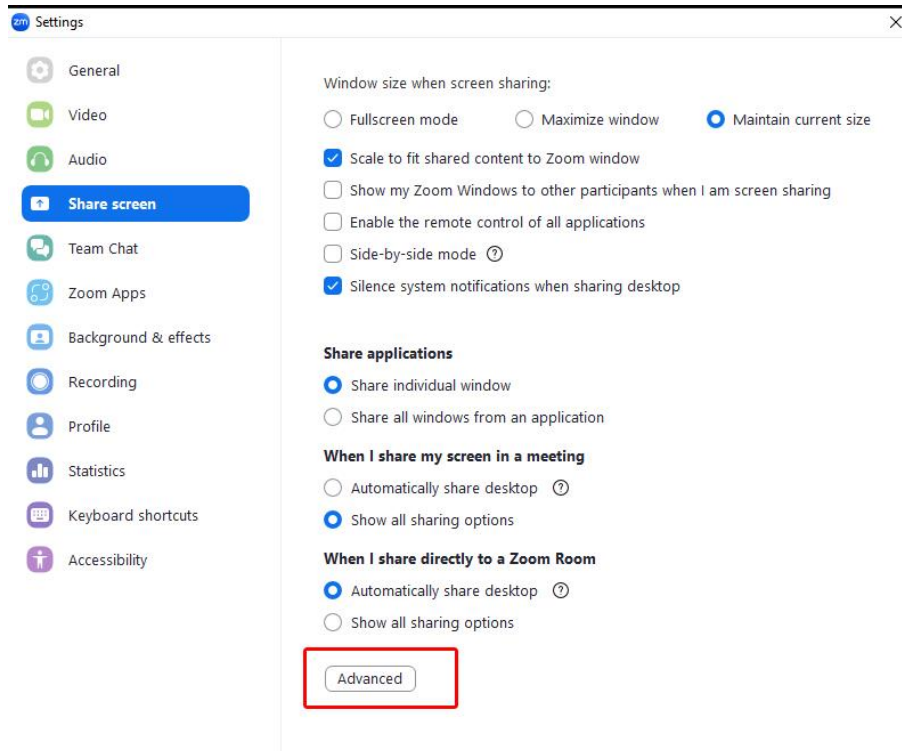 zm Settings
General
Video
Audio
Share screen
Team Chat
Zoom Apps
Background & effects
Recording
Profile
Statistics
Keyboard shortcuts
Accessibility
Window size when screen sharing:
Fullscreen mode Maximize window Maintain current size
Scale to fit shared content to Zoom window
Show my Zoom Windows to other participants when I am screen sharing
Enable the remote control of all applications
Side-by-side mode ?
Silence system notifications when sharing desktop
Share applications
Share individual window
Share all windows from an application
When I share my screen in a meeting
Automatically share desktop ?
Show all sharing options
When I share directly to a Zoom Room
Automatically share desktop ?
Show all sharing options
Advanced